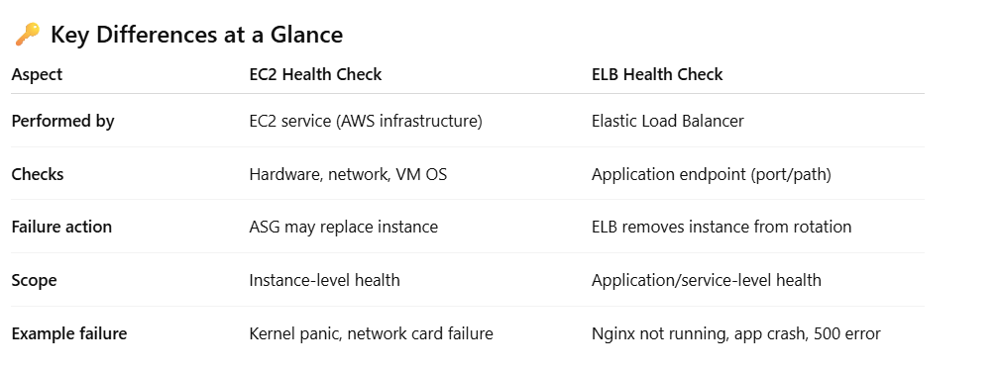 🔑 Key Differences at a Glance
Aspect EC2 Health Check ELB Health Check
Performed by EC2 service (AWS infrastructure) Elastic Load Balancer
Checks Hardware, network, VM OS Application endpoint (port/path)
Failure action ASG may replace instance ELB removes instance from rotation
Scope Instance-level health Application/service-level health
Example failure Kernel panic, network card failure Nginx not running, app crash, 500 error